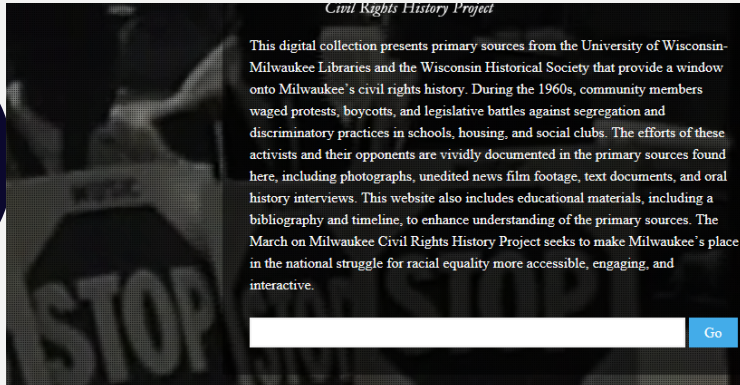 Civil Rights History Project
This digital collection presents primary sources from the University of Wisconsin-
Milwaukee Libraries and the Wisconsin Historical Society that provide a window
onto Milwaukee's civil rights history. During the 1960s, community members
waged protests, boycotts, and legislative battles against segregation and
discriminatory practices in schools, housing, and social clubs. The efforts of these
activists and their opponents are vividly documented in the primary sources found
here, including photographs, unedited news film footage, text documents, and oral
history interviews. This website also includes educational materials, including a
bibliography and timeline, to enhance understanding of the primary sources. The
March on Milwaukee Civil Rights History Project seeks to make Milwaukee's place
in the national struggle for racial equality more accessible, engaging, and
interactive.
Go
MUSIC
STOP
STOP